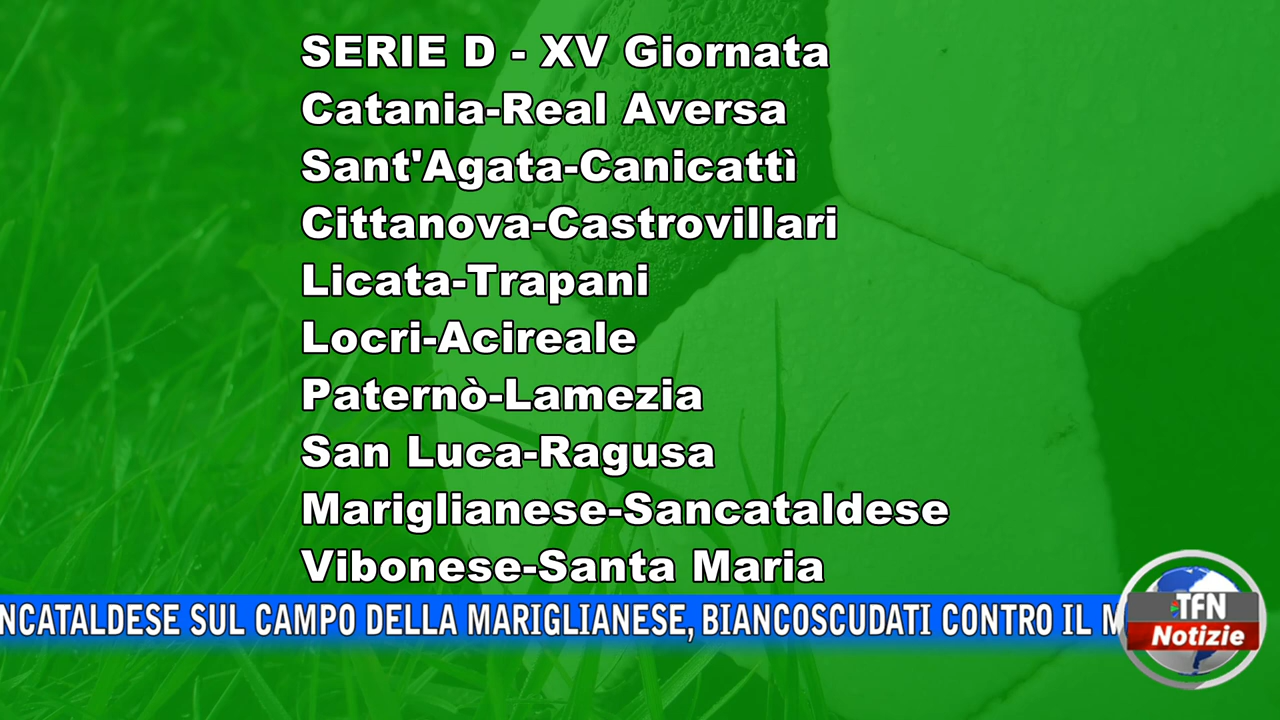 SERIE D - XV Giornata
Catania-Real Aversa
Sant'Agata-Canicattì
Cittanova-Castrovillari
Licata-Trapani
Locri-Acireale
Paternò-Lamezia
San Luca-Ragusa
Mariglianese-Sancataldese
Vibonese-Santa Maria
NCATALDESE SUL CAMPO DELLA MARIGLIANESE, BIANCOSCUDATI CONTRO IL M
TFN
Notizie